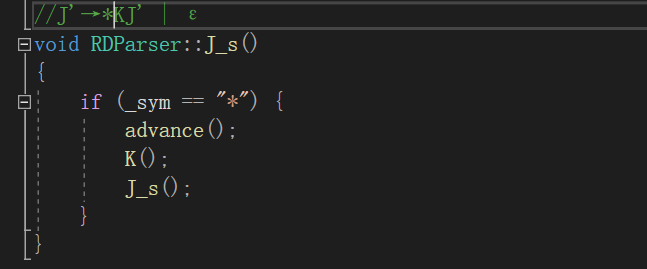 //J'→*KJ' | ε
void RDParser::J_s()
{
if (_sym == "*") {
advance();
K();
J_s();
}
}